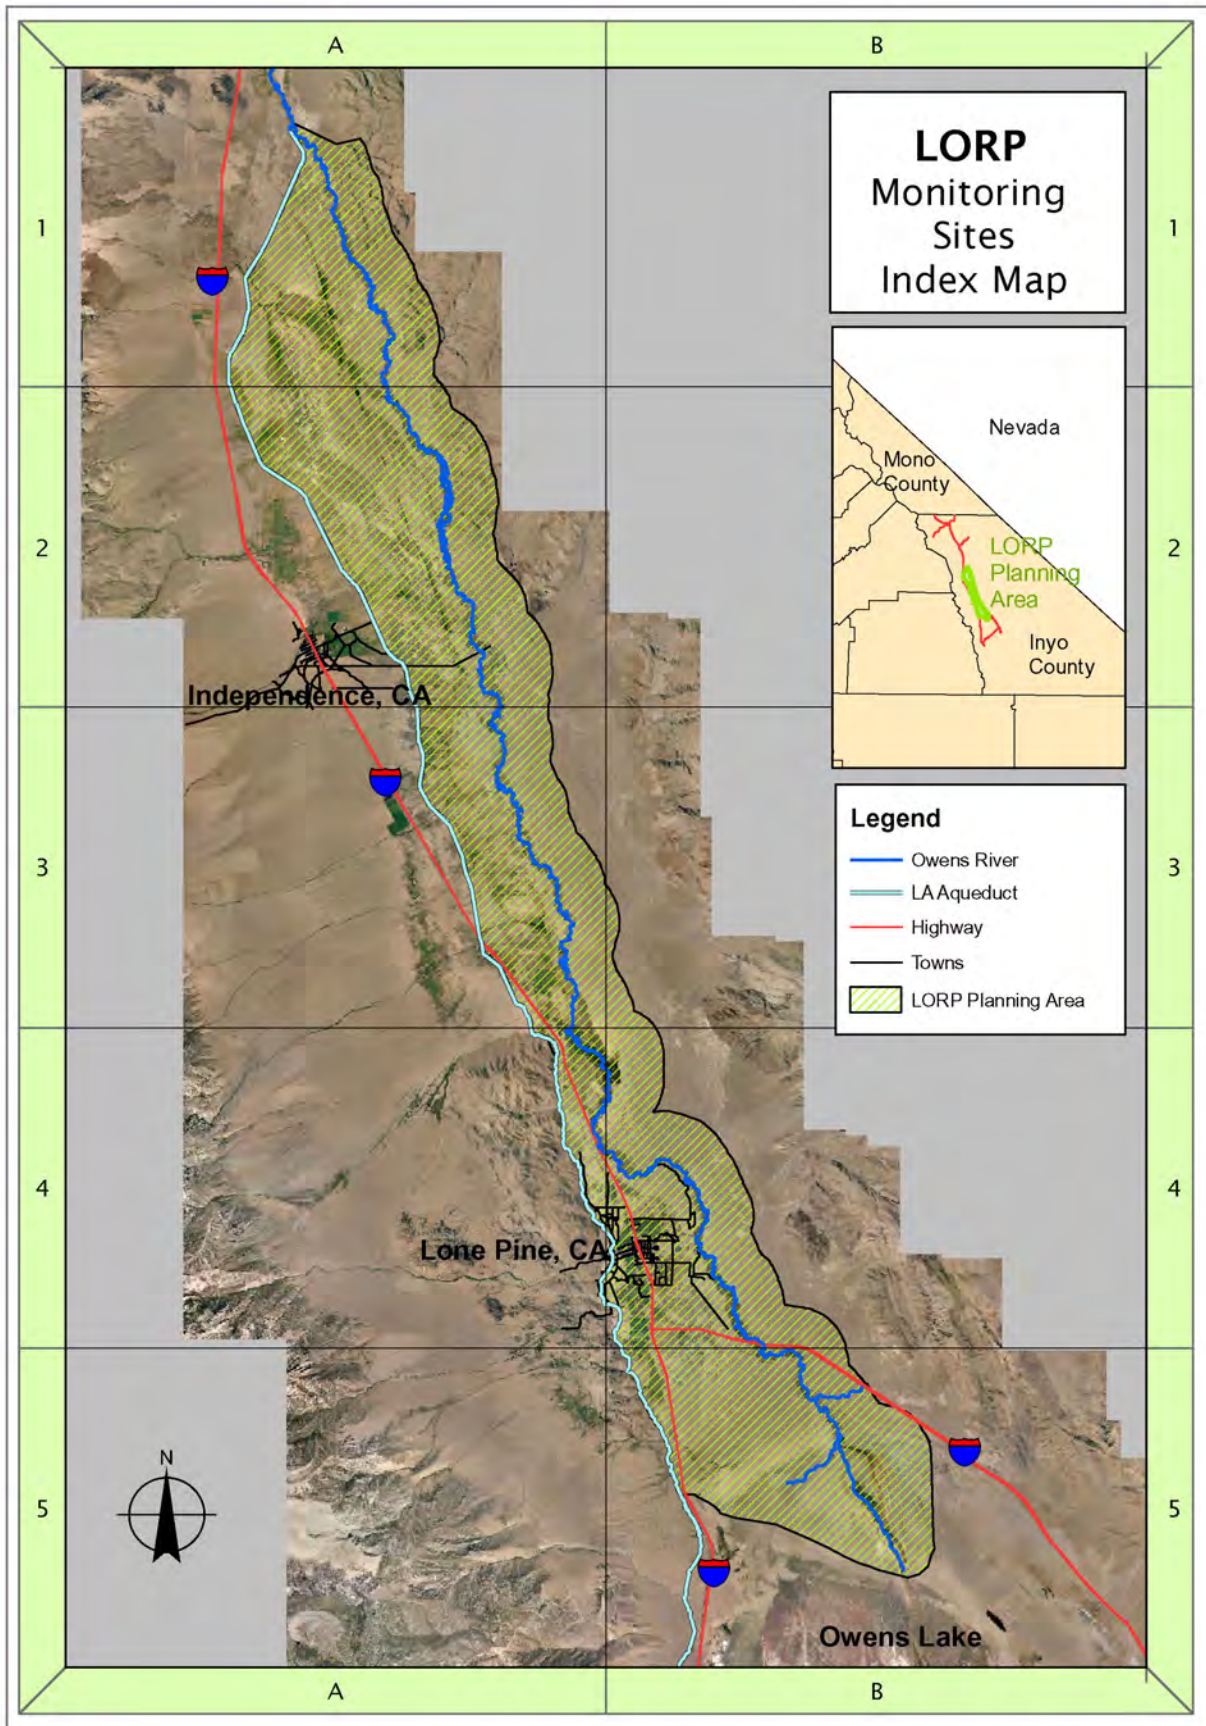 A
B
LORP
Monitoring
Sites
Index Map
1
1
Nevada
Mono
County
LORP
Planning
Area
Inyo
County
2
2
Independence, CA
Legend
Owens River
LA Aqueduct
Highway
Towns
LORP Planning Area
3
3
4
4
Lone Pine, CA
N
5
5
Owens Lake
A
B